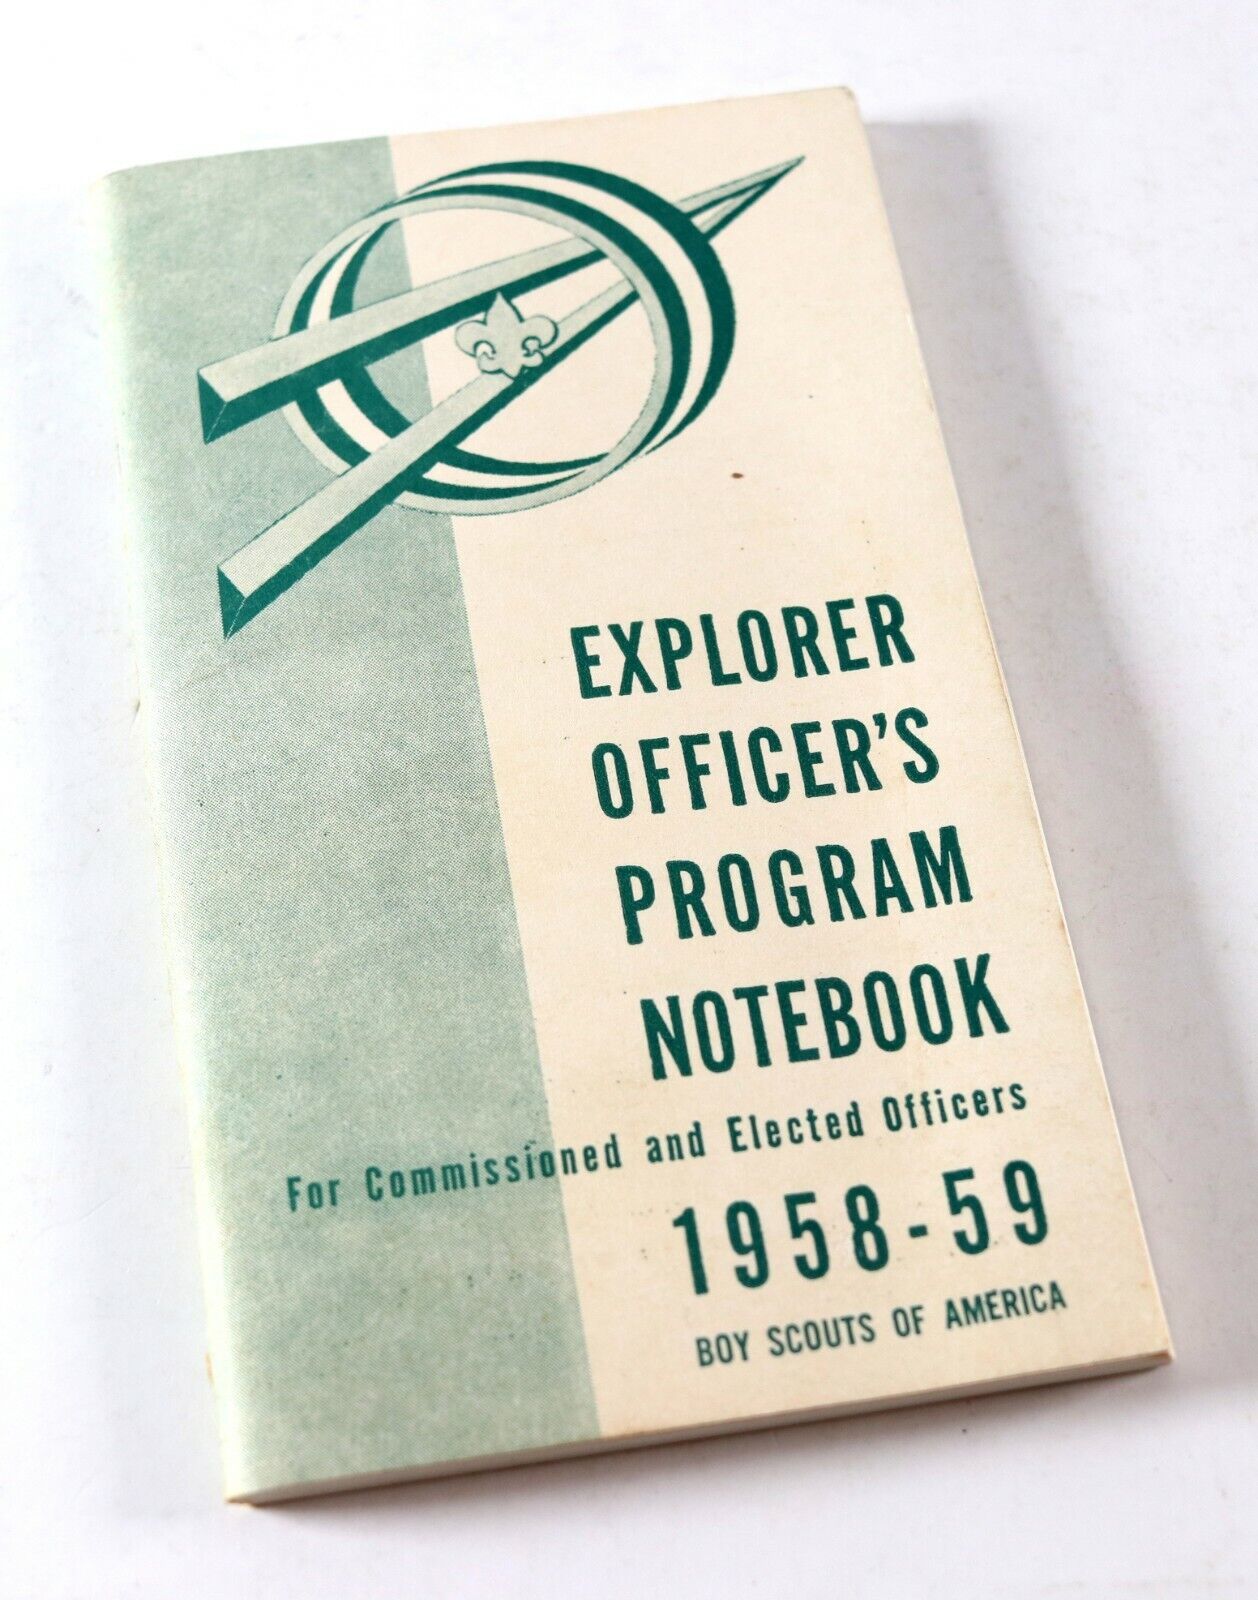 EXPLORER
OFFICER'S
PROGRAM
NOTEBOOK
For Commissioned and Elected Officers
1958-59
BOY SCOUTS OF AMERICA